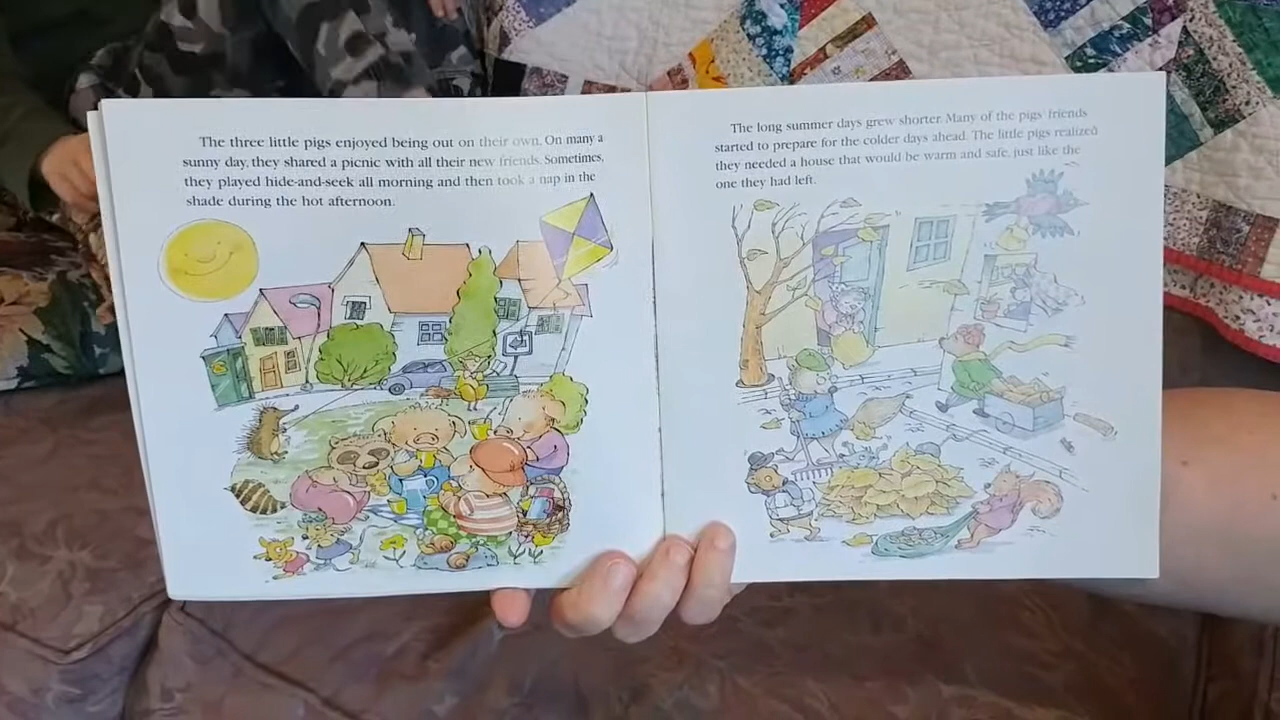 The three little pigs enjoyed being out on their own. On many a
sunny day, they shared a picnic with all their new friends. Sometimes,
they played hide-and-seek all morning and then took a nap in the
shade during the hot afternoon.
The long summer days grew shorter. Many of the pigs' friends
started to prepare for the colder days ahead. The little pigs realized
they needed a house that would be warm and safe, just like the
one they had left.